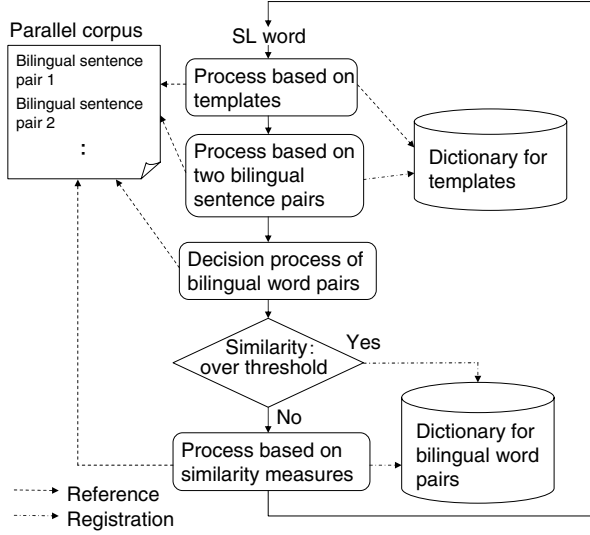 Parallel corpus
Bilingual sentence
pair 1
Bilingual sentence
pair 2
:
SL word
Process based on
templates
Process based on
two bilingual
sentence pairs
Dictionary for
templates
Decision process of
bilingual word pairs
Similarity:
over threshold
Yes
No
Process based on
similarity measures
Dictionary for
bilingual word
pairs
Reference
Registration